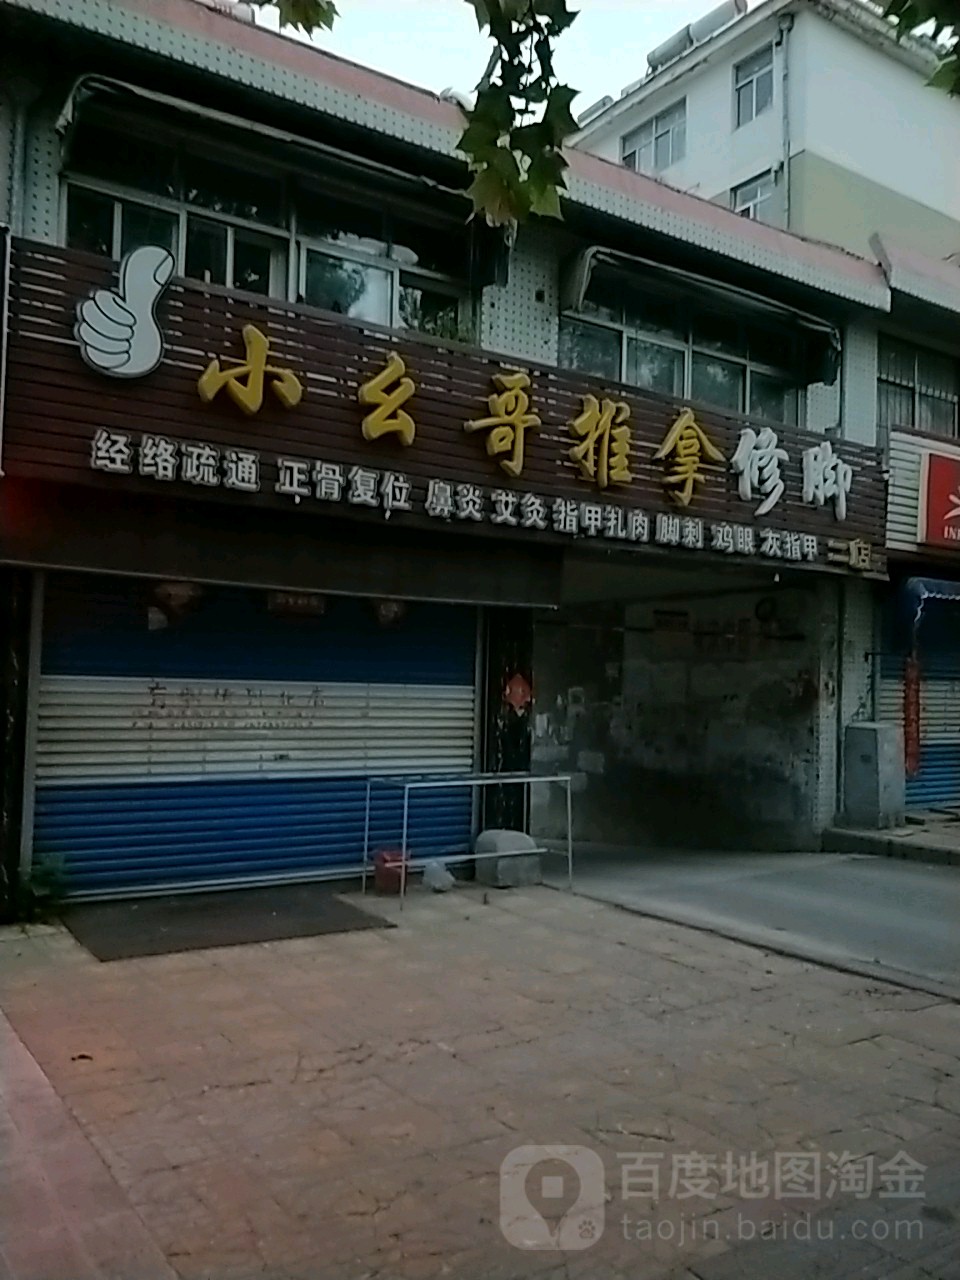 小幺哥推拿修脚
经络疏通 正骨复位 鼻炎 艾灸 指甲扎肉 脚刺 鸡眼 灰指甲 二店
百度地图淘金
taojin.baidu.com